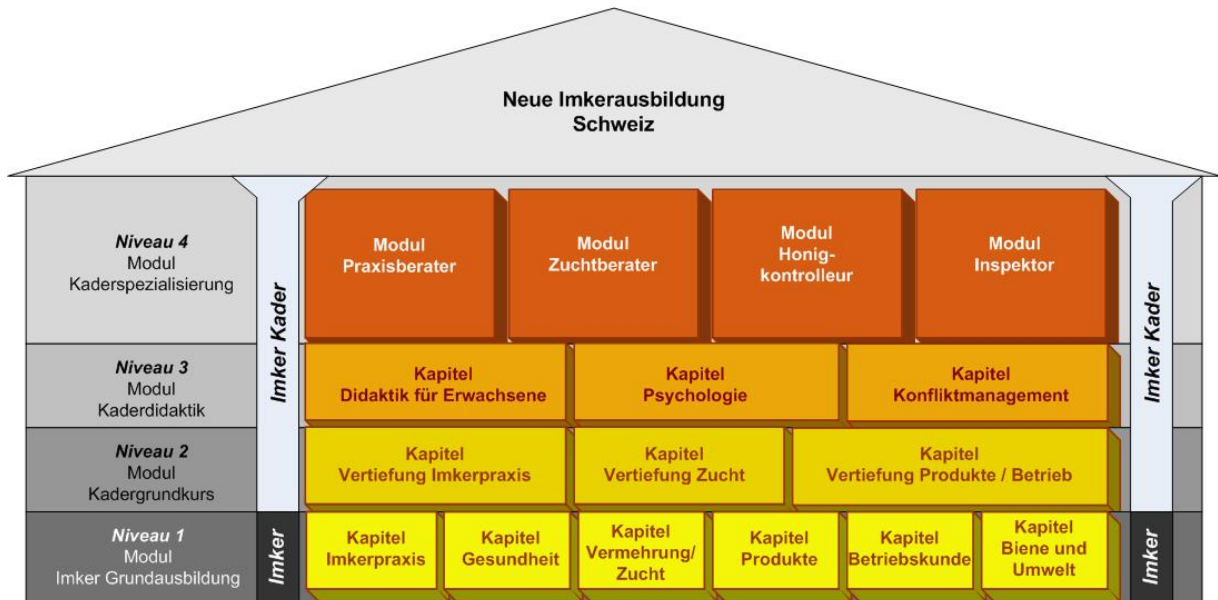 Neue Imkerausbildung
Schweiz
Niveau 4
Modul
Kaderspezialisierung
Imker Kader
Modul
Praxisberater
Modul
Zuchtberater
Modul
Honig-
kontrolleur
Modul
Inspektor
Imker Kader
Niveau 3
Modul
Kaderdidaktik
Kapitel
Didaktik für Erwachsene
Kapitel
Psychologie
Kapitel
Konfliktmanagement
Niveau 2
Modul
Kadergrundkurs
Kapitel
Vertiefung Imkerpraxis
Kapitel
Vertiefung Zucht
Kapitel
Vertiefung Produkte / Betrieb
Niveau 1
Modul
Imker Grundausbildung
Imker
Kapitel
Imkerpraxis
Kapitel
Gesundheit
Kapitel
Vermehrung/
Zucht
Kapitel
Produkte
Kapitel
Betriebskunde
Kapitel
Biene und
Umwelt
Imker